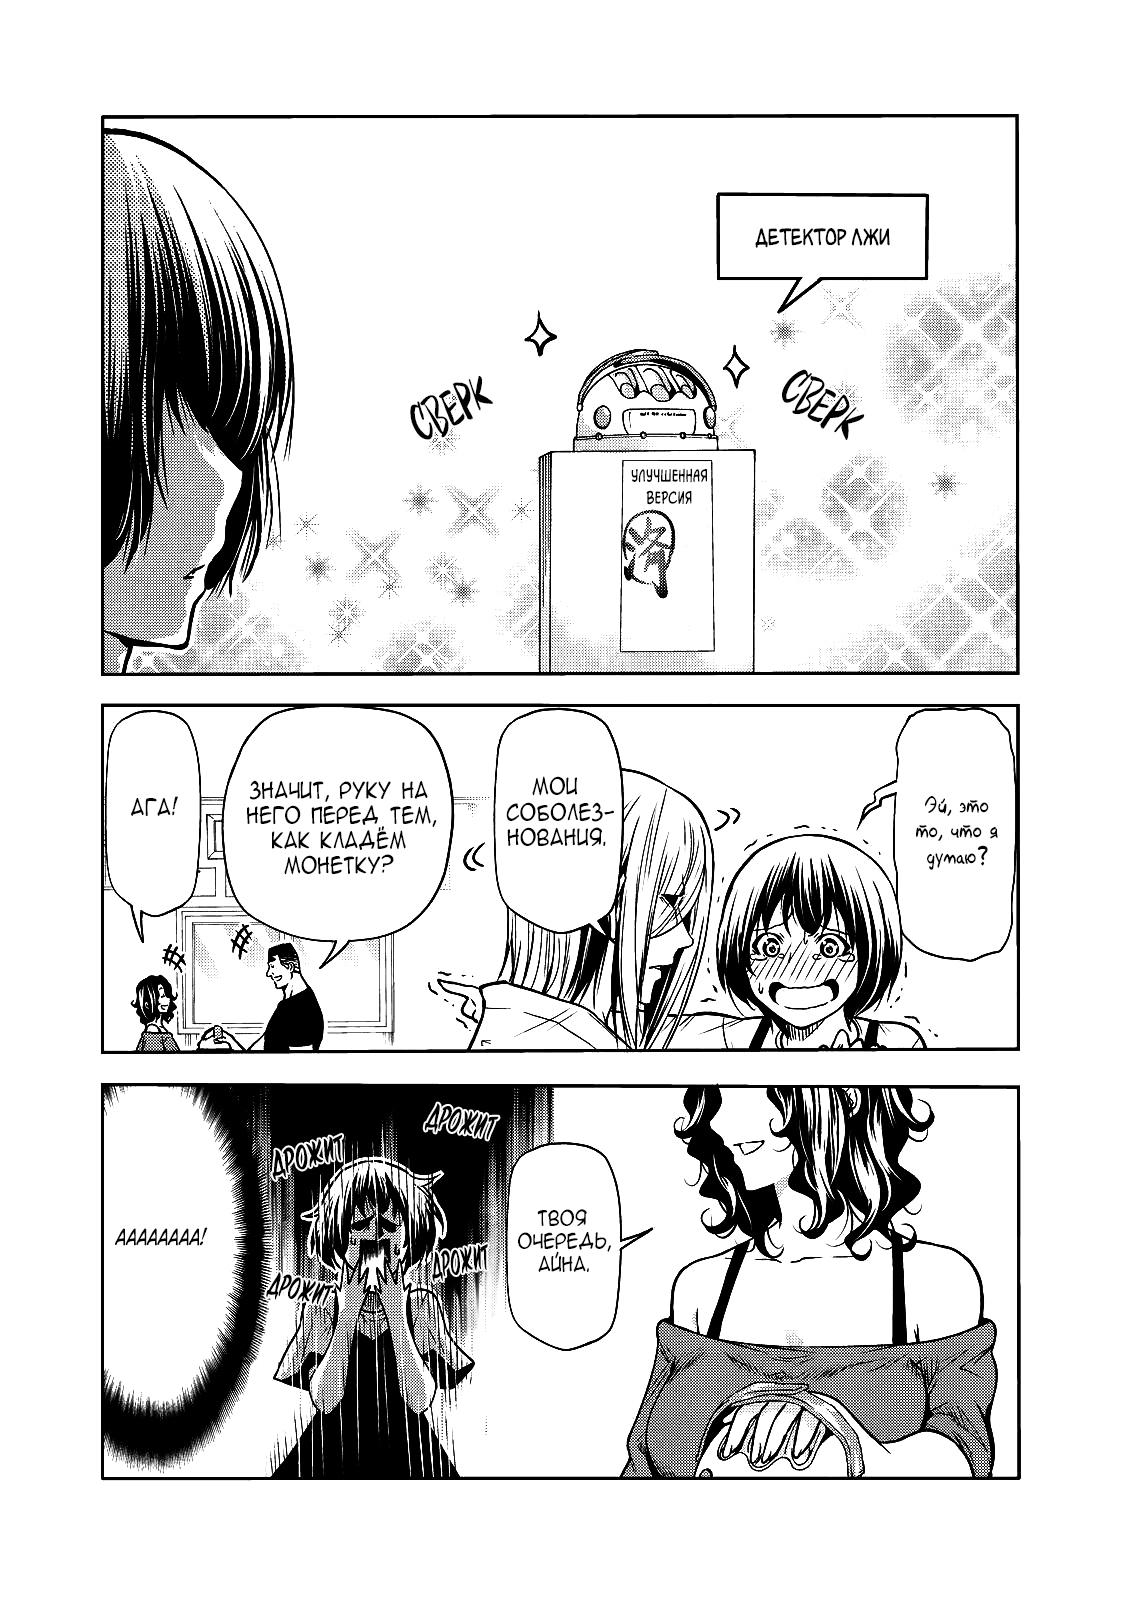 ДЕТЕКТОР ЛЖИ
СВЕРК
СВЕРК
УЛУЧШЕННАЯ
ВЕРСИЯ
済
Эй, это
то, что я
думаю?
МОИ
СОБОЛЕЗ-
НОВАНИЯ.
ЗНАЧИТ, РУКУ НА
НЕГО ПЕРЕД ТЕМ,
КАК КЛАДЁМ
МОНЕТКУ?
АГА!
ТВОЯ
ОЧЕРЕДЬ,
АЙНА.
ДРОЖИТ
ДРОЖИТ
ДРОЖИТ
ДРОЖИТ
АААААААА!